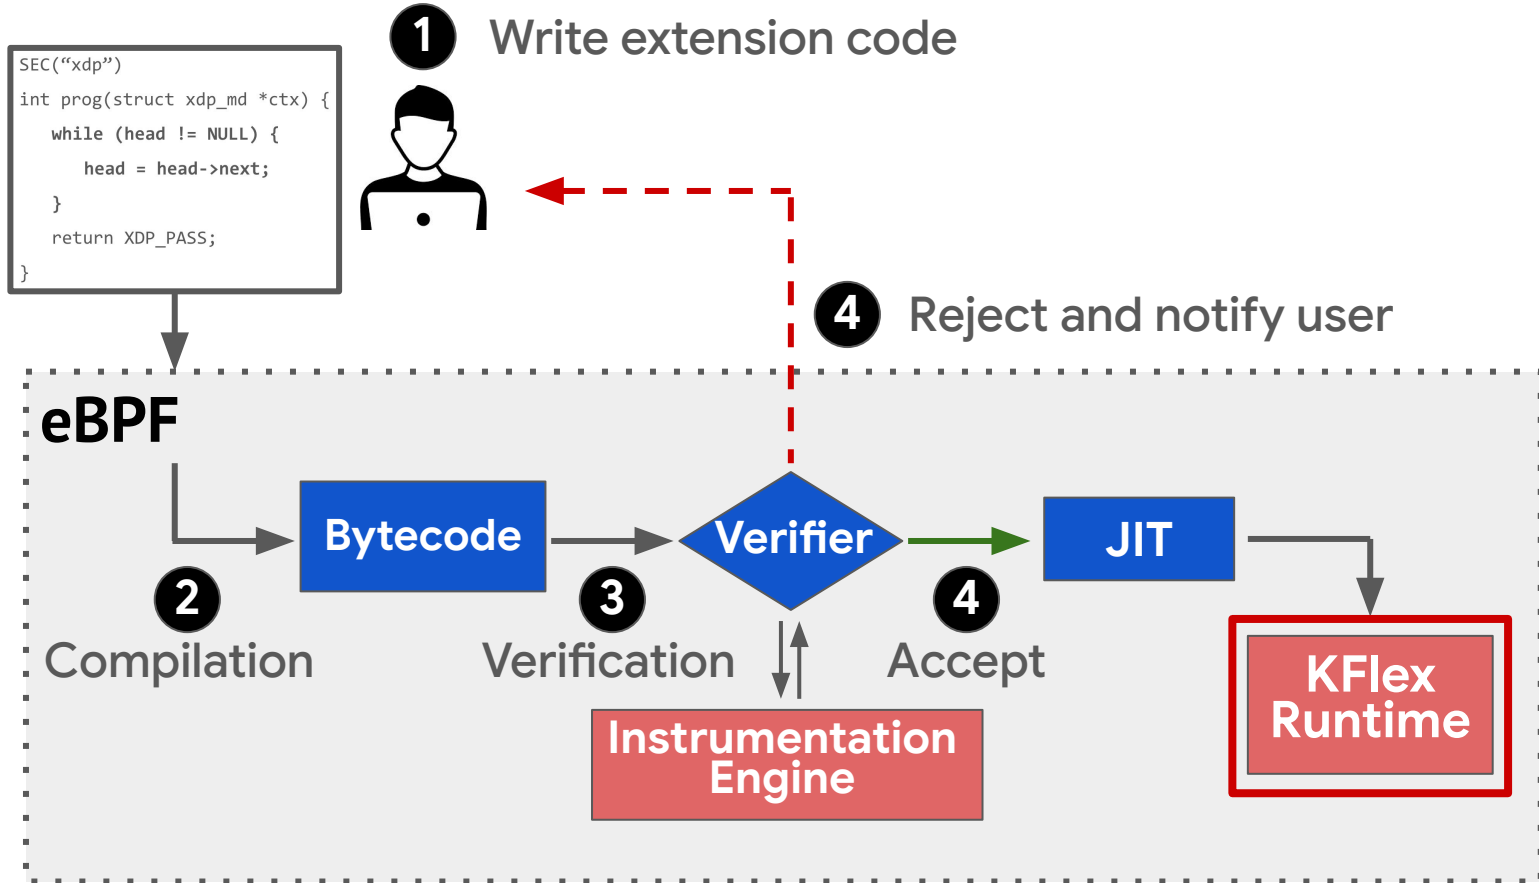 1 Write extension code
SEC(“xdp”)
int prog(struct xdp_md *ctx) {
while (head != NULL) {
head = head->next;
}
return XDP_PASS;
}
4 Reject and notify user
eBPF
Bytecode
Verifier
JIT
2
Compilation
3
Verification
4
Accept
KFlex
Runtime
Instrumentation
Engine